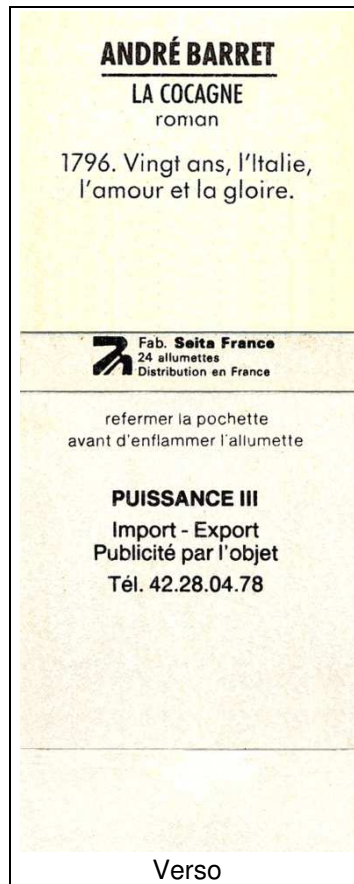 ANDRÉ BARRET
LA COCAGNE
roman
1796. Vingt ans, l'Italie,
l'amour et la gloire.
Fab. Seita France
24 allumettes
Distribution en France
refermer la pochette
avant d'enflammer l'allumette
PUISSANCE III
Import - Export
Publicité par l'objet
Tél. 42.28.04.78
Verso